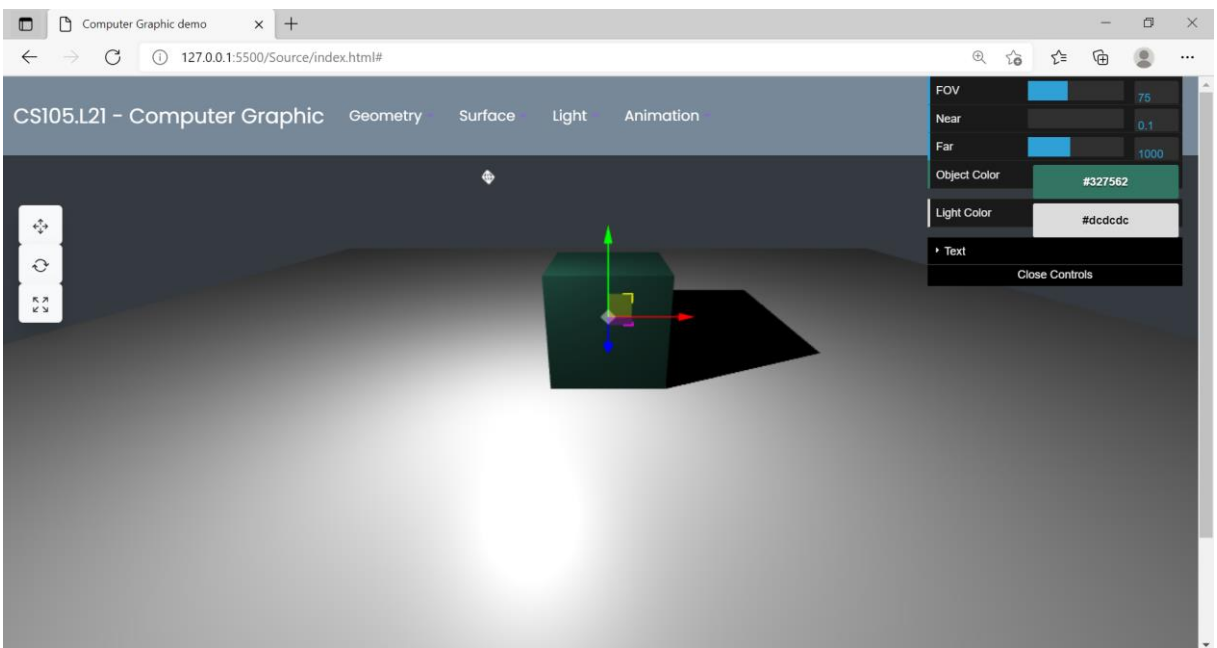 Computer Graphic demo
127.0.0.1:5500/Source/index.html#
CS105.L21 - Computer Graphic Geometry Surface Light Animation
FOV 75
Near 0.1
Far 1000
Object Color #327562
Light Color #dcdcdc
Text
Close Controls